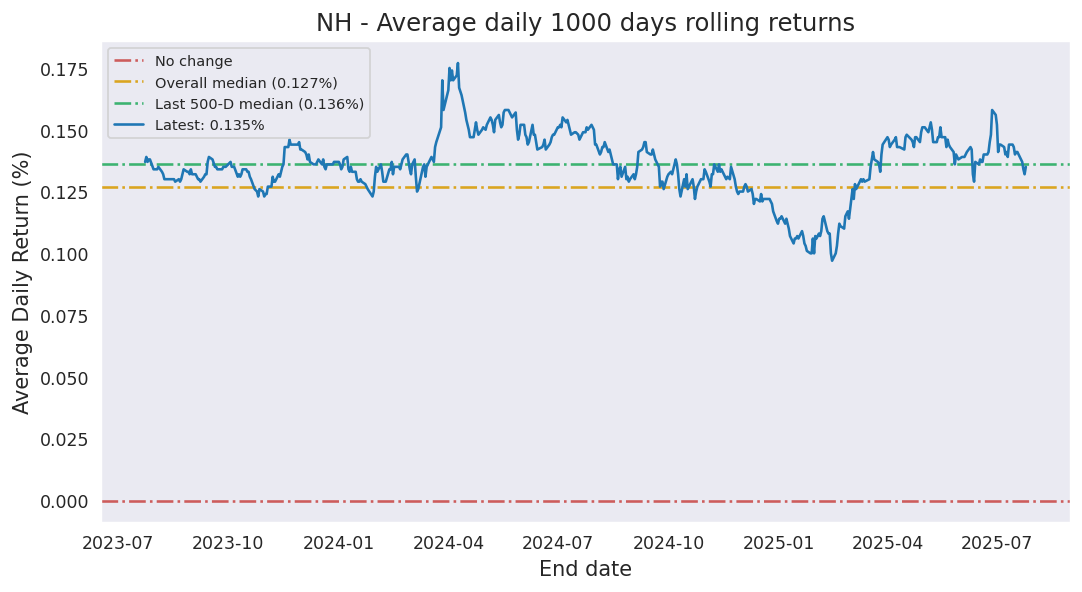 NH - Average daily 1000 days rolling returns
No change
Overall median (0.127%)
Last 500-D median (0.136%)
Latest: 0.135%
Average Daily Return (%)
0.175
0.150
0.125
0.100
0.075
0.050
0.025
0.000
2023-07 2023-10 2024-01 2024-04 2024-07 2024-10 2025-01 2025-04 2025-07
End date